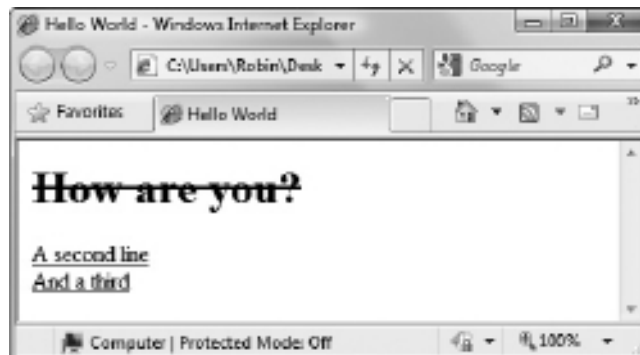 Hello World - Windows Internet Explorer
C:\Users\Robin\Desk
Google
Favorites
Hello World
How are you?
A second line
And a third
Computer | Protected Mode: Off
100%